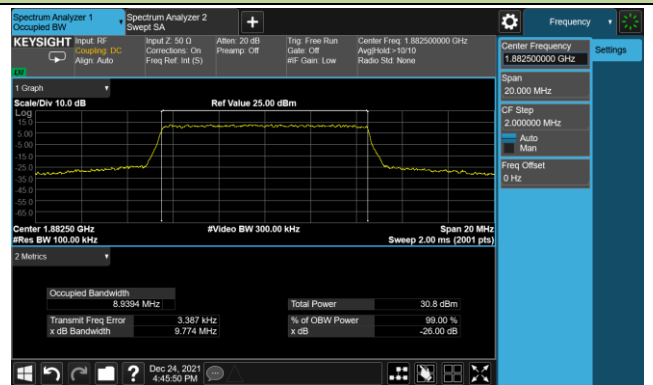 Spectrum Analyzer 1
Occupied BW
Spectrum Analyzer 2
Swept SA
+
Frequency
KEYSIGHT
Input: RF
Coupling: DC
Align: Auto
Input Z: 50 Ω
Corrections: On
Freq Ref: Int (S)
Atten: 20 dB
Preamp: Off
Trig: Free Run
Gate: Off
#IF Gain: Low
Center Freq: 1.882500000 GHz
Avg|Hold:>10/10
Radio Std: None
Center Frequency
1.882500000 GHz
Settings
Span
20.000 MHz
CF Step
2.000000 MHz
Auto
Man
Freq Offset
0 Hz
1 Graph
Scale/Div 10.0 dB
Ref Value 25.00 dBm
Log
15.0
5.00
-5.00
-15.0
-25.0
-35.0
-45.0
-55.0
-65.0
Center 1.88250 GHz
#Video BW 300.00 kHz
Span 20 MHz
#Res BW 100.00 kHz
Sweep 2.00 ms (2001 pts)
2 Metrics
Occupied Bandwidth
8.9394 MHz
Total Power
30.8 dBm
Transmit Freq Error
3.387 kHz
% of OBW Power
99.00 %
x dB Bandwidth
9.774 MHz
x dB
-26.00 dB
?
Dec 24, 2021
4:45:50 PM